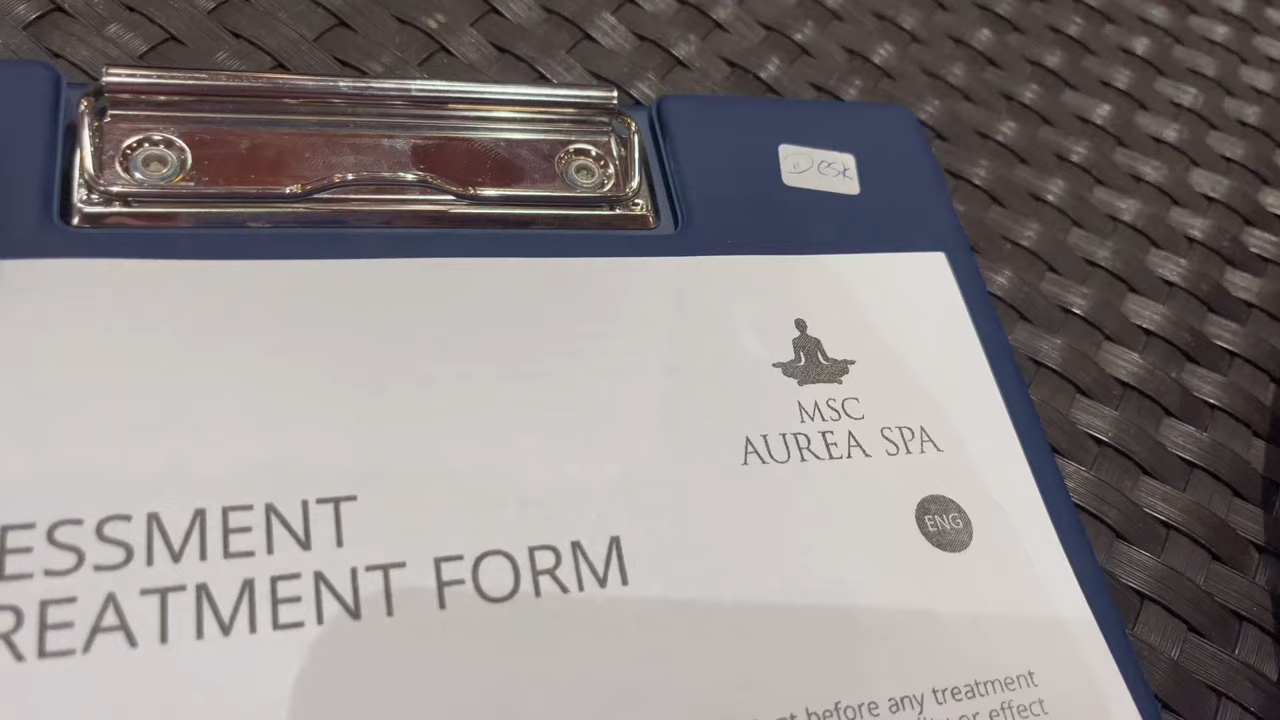 Desk
MSC
AUREA SPA
ENG
ESSMENT
REATMENT FORM
before any treatment
or effect